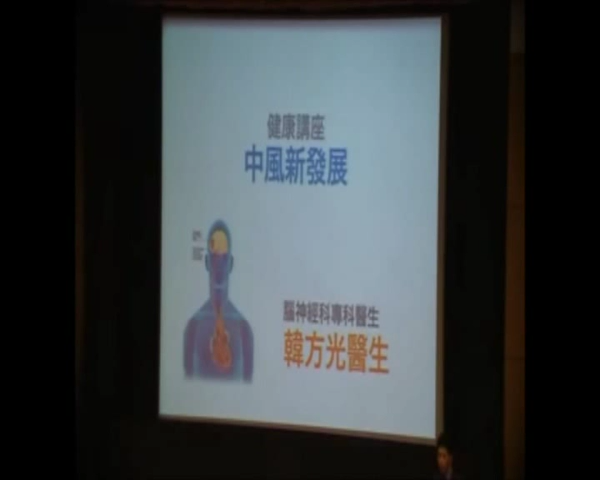 健康講座
中風新發展
腦神經科專科醫生
韓方光醫生